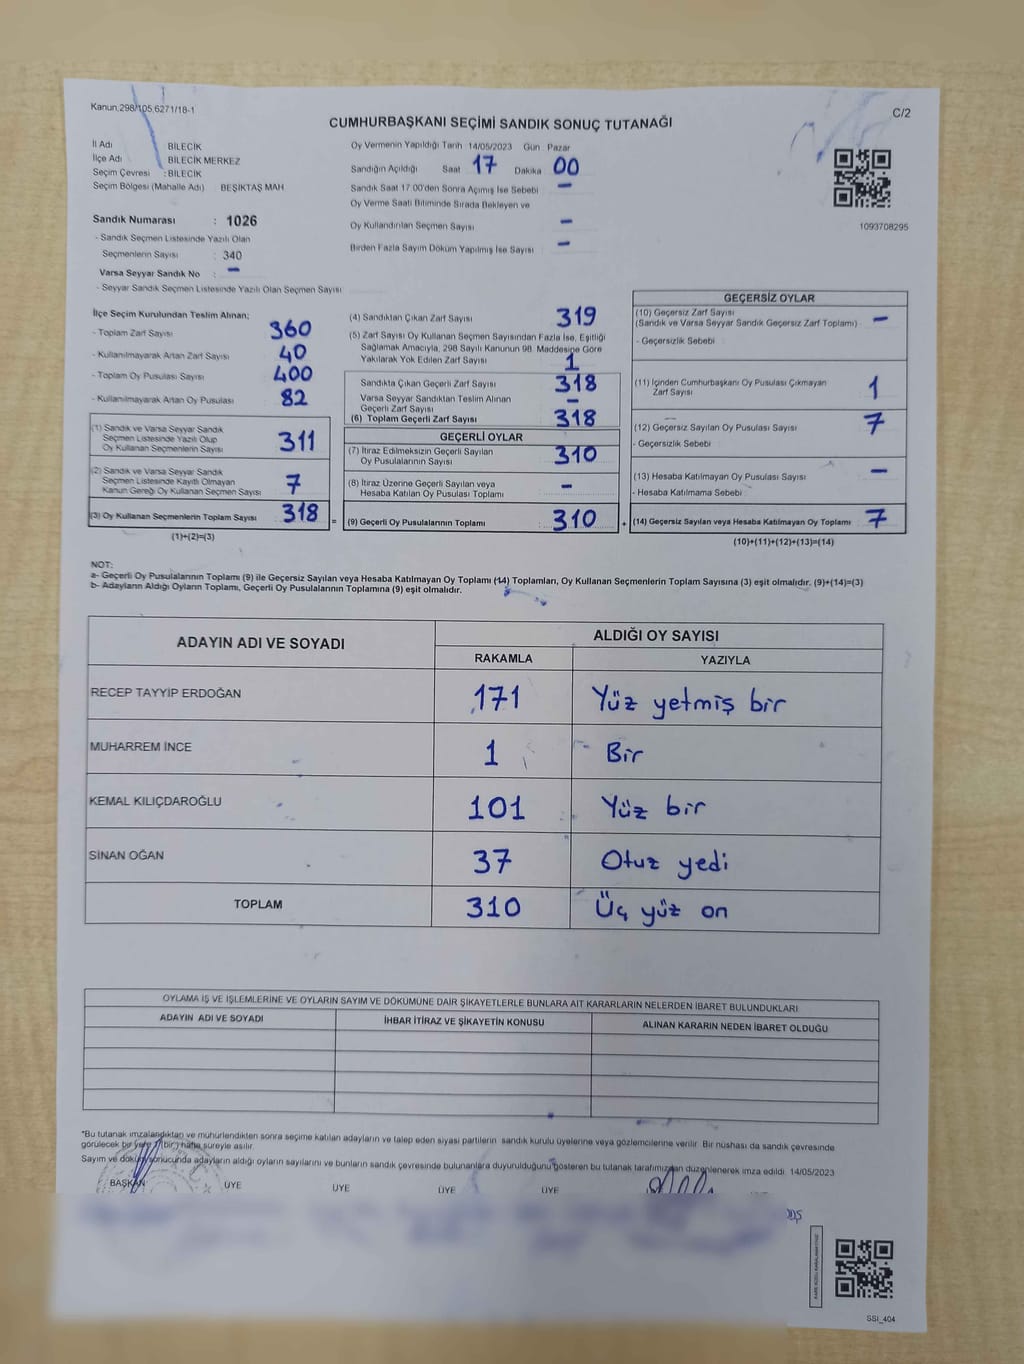 Kanun,298/105,6271/18-1
C/2
CUMHURBAŞKANI SEÇİMİ SANDIK SONUÇ TUTANAĞI
İl Adı BİLECİK
İlçe Adı BİLECİK MERKEZ
Seçim Çevresi : BİLECİK
Seçim Bölgesi (Mahalle Adı) BEŞİKTAŞ MAH
Oy Vermenin Yapıldığı Tarih 14/05/2023 Gün Pazar
Sandığın Açıldığı Saat 17 Dakika 00
Sandık Saat 17.00'den Sonra Açımış İse Sebebi –
Oy Verme Saati Bitiminde Sırada Bekleyen ve
Oy Kullandırılan Seçmen Sayısı –
Birden Fazla Sayım Döküm Yapılmış İse Sayısı –
1093708295
Sandık Numarası : 1026
- Sandık Seçmen Listesinde Yazılı Olan
Seçmenlerin Sayısı : 340
Varsa Seyyar Sandık No : –
- Seyyar Sandık Seçmen Listesinde Yazılı Olan Seçmen Sayısı
İlçe Seçim Kurulundan Teslim Alınan;
- Toplam Zarf Sayısı 360
- Kullanılmayarak Artan Zarf Sayısı 40
- Toplam Oy Pusulası Sayısı 400
- Kullanılmayarak Artan Oy Pusulası 82
(1) Sandık ve Varsa Seyyar Sandık
Seçmen Listesinde Yazılı Olup
Oy Kullanan Seçmenlerin Sayısı 311
(2) Sandık ve Varsa Seyyar Sandık
Seçmen Listesinde Kayıtlı Olmayan
Kanun Gereği Oy Kullanan Seçmen Sayısı 7
(3) Oy Kullanan Seçmenlerin Toplam Sayısı 318
(1)+(2)=(3)
(4) Sandıktan Çıkan Zarf Sayısı 319
(5) Zarf Sayısı Oy Kullanan Seçmen Sayısından Fazla İse, Eşitliği
Sağlamak Amacıyla, 298 Sayılı Kanunun 98. Maddesine Göre
Yakılarak Yok Edilen Zarf Sayısı 1
Sandıkta Çıkan Geçerli Zarf Sayısı 318
Varsa Seyyar Sandıktan Teslim Alınan
Geçerli Zarf Sayısı –
(6) Toplam Geçerli Zarf Sayısı 318
GEÇERLİ OYLAR
(7) İtiraz Edilmeksizin Geçerli Sayılan
Oy Pusulalarının Sayısı 310
(8) İtiraz Üzerine Geçerli Sayılan veya
Hesaba Katılan Oy Pusulası Toplamı –
= (9) Geçerli Oy Pusulalarının Toplamı 310 +
GEÇERSİZ OYLAR
(10) Geçersiz Zarf Sayısı
(Sandık ve Varsa Seyyar Sandık Geçersiz Zarf Toplamı) –
- Geçersizlik Sebebi
(11) İçinden Cumhurbaşkanı Oy Pusulası Çıkmayan
Zarf Sayısı 1
(12) Geçersiz Sayılan Oy Pusulası Sayısı 7
- Geçersizlik Sebebi
(13) Hesaba Katılmayan Oy Pusulası Sayısı –
- Hesaba Katılmama Sebebi
(14) Geçersiz Sayılan veya Hesaba Katılmayan Oy Toplamı 7
(10)+(11)+(12)+(13)=(14)
NOT:
a- Geçerli Oy Pusulalarının Toplamı (9) ile Geçersiz Sayılan veya Hesaba Katılmayan Oy Toplamı (14) Toplamları, Oy Kullanan Seçmenlerin Toplam Sayısına (3) eşit olmalıdır. (9)+(14)=(3)
b- Adayların Aldığı Oyların Toplamı, Geçerli Oy Pusulalarının Toplamına (9) eşit olmalıdır.
ADAYIN ADI VE SOYADI ALDIĞI OY SAYISI
RAKAMLA YAZIYLA
RECEP TAYYİP ERDOĞAN 171 Yüz yetmiş bir
MUHARREM İNCE 1 Bir
KEMAL KILIÇDAROĞLU 101 Yüz bir
SİNAN OĞAN 37 Otuz yedi
TOPLAM 310 Üç yüz on
OYLAMA İŞ VE İŞLEMLERİNE VE OYLARIN SAYIM VE DÖKÜMÜNE DAİR ŞİKAYETLERLE BUNLARA AİT KARARLARIN NELERDEN İBARET BULUNDUKLARI
ADAYIN ADI VE SOYADI İHBAR İTİRAZ VE ŞİKAYETİN KONUSU ALINAN KARARIN NEDEN İBARET OLDUĞU
*Bu tutanak imzalandıktan ve mühürlendikten sonra seçime katılan adayların ve talep eden siyasi partilerin sandık kurulu üyelerine veya gözlemcilerine verilir. Bir nüshası da sandık çevresinde
görülecek bir yere 7 (bir) hafta süreyle asılır.
Sayım ve döküm sonucunda adayların aldığı oyların sayılarını ve bunların sandık çevresinde bulunanlara duyurulduğunu gösteren bu tutanak tarafımızdan düzenlenerek imza edildi. 14/05/2023
BAŞKAN ÜYE ÜYE ÜYE ÜYE
SSI_404